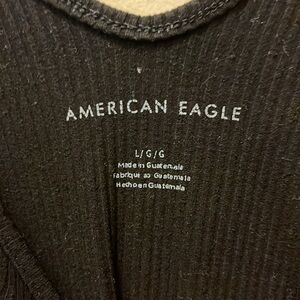 AMERICAN EAGLE
L/G/G
Made in Guatemala
Fabriqué au Guatemala
Hecho en Guatemala